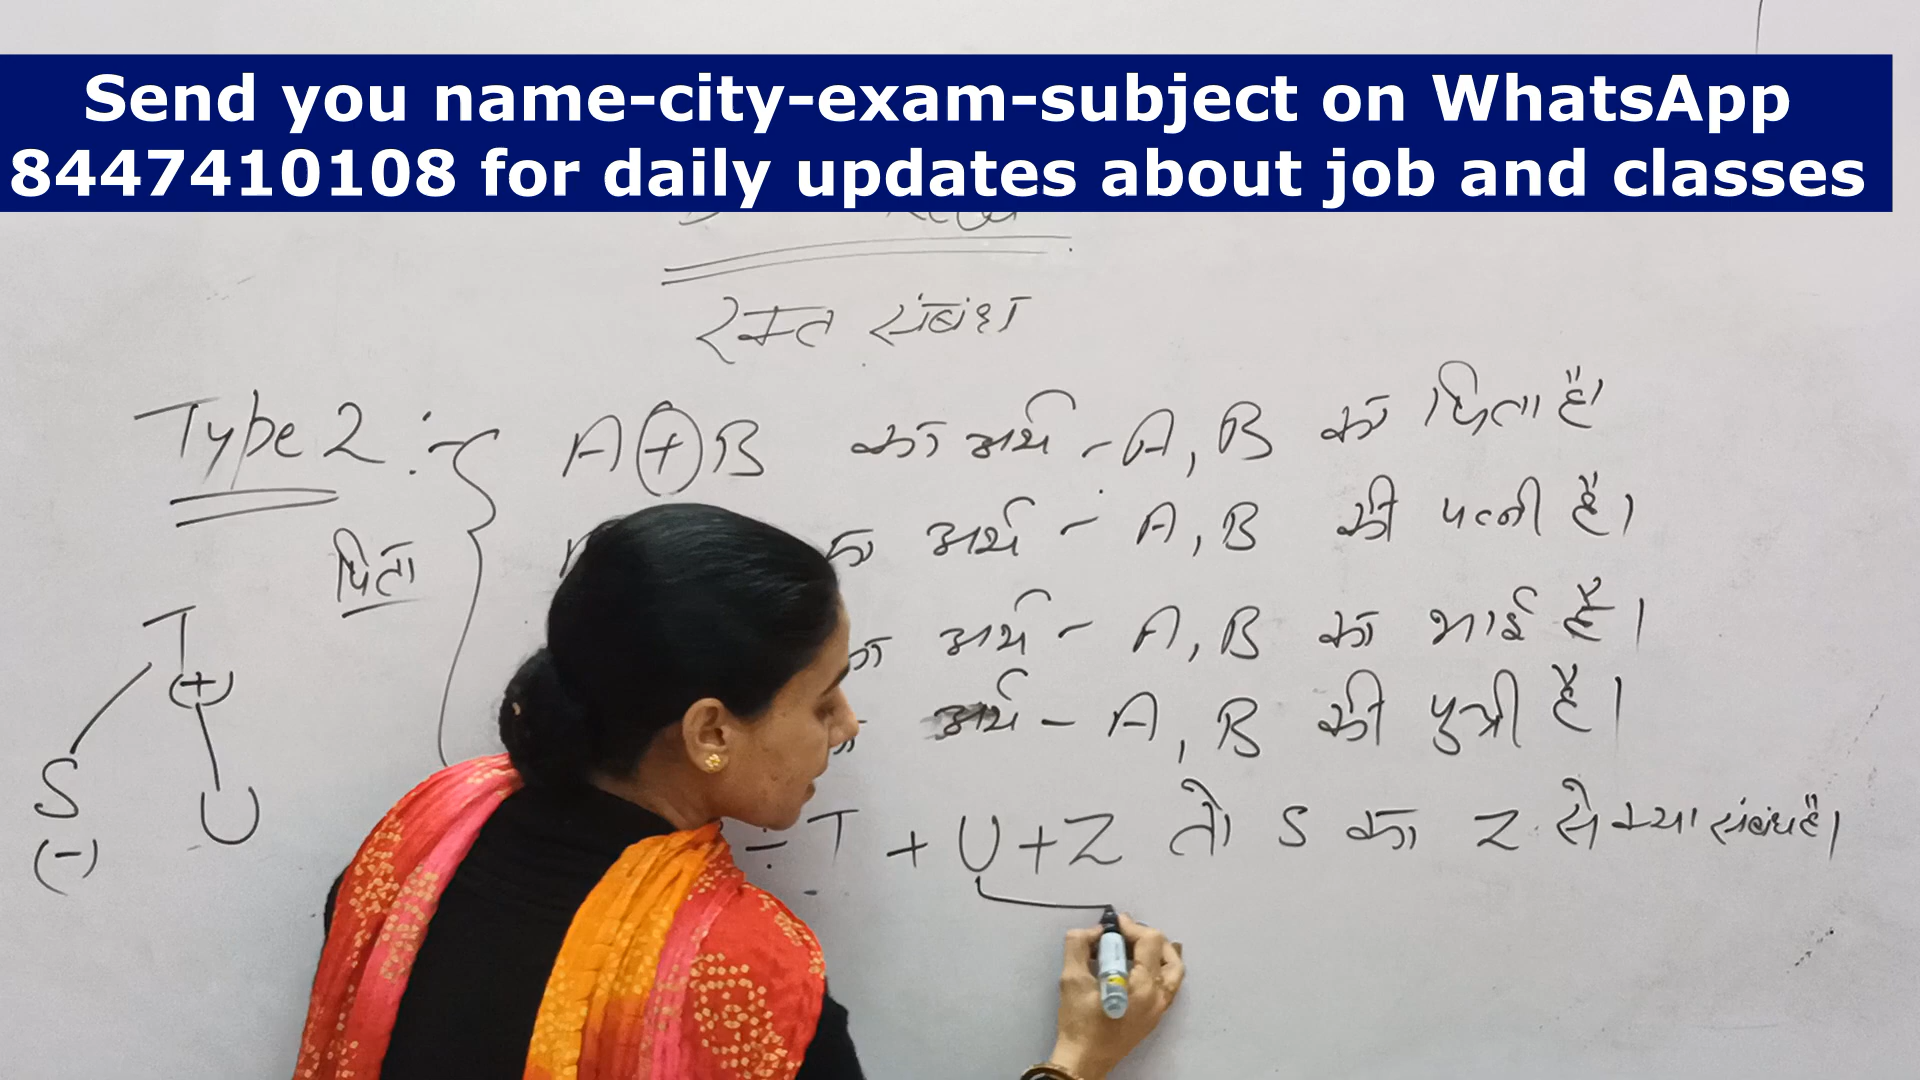 Send you name-city-exam-subject on WhatsApp
8447410108 for daily updates about job and classes
रक्त संबंध
Type 2 :- { A + B का अर्थ - A, B का पिता है।
का अर्थ - A, B की पत्नी है।
पिता
का अर्थ - A, B का भाई है।
T
(+)
अर्थ - A, B की पुत्री है।
S
U
(-)
÷ T + U + Z तो S का Z से क्या संबंध है।